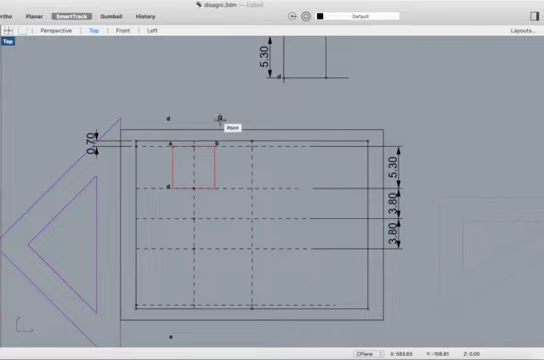 disegni.3dm — Edited
Ortho Planar SmartTrack Gumball History
Default
Perspective Top Front Left Layouts...
Top
5.30
d
d
Point
0.70
a b
d
5.30
3.80
3.80
e
CPlane X: 583.65 Y: -108.81 Z: 0.00